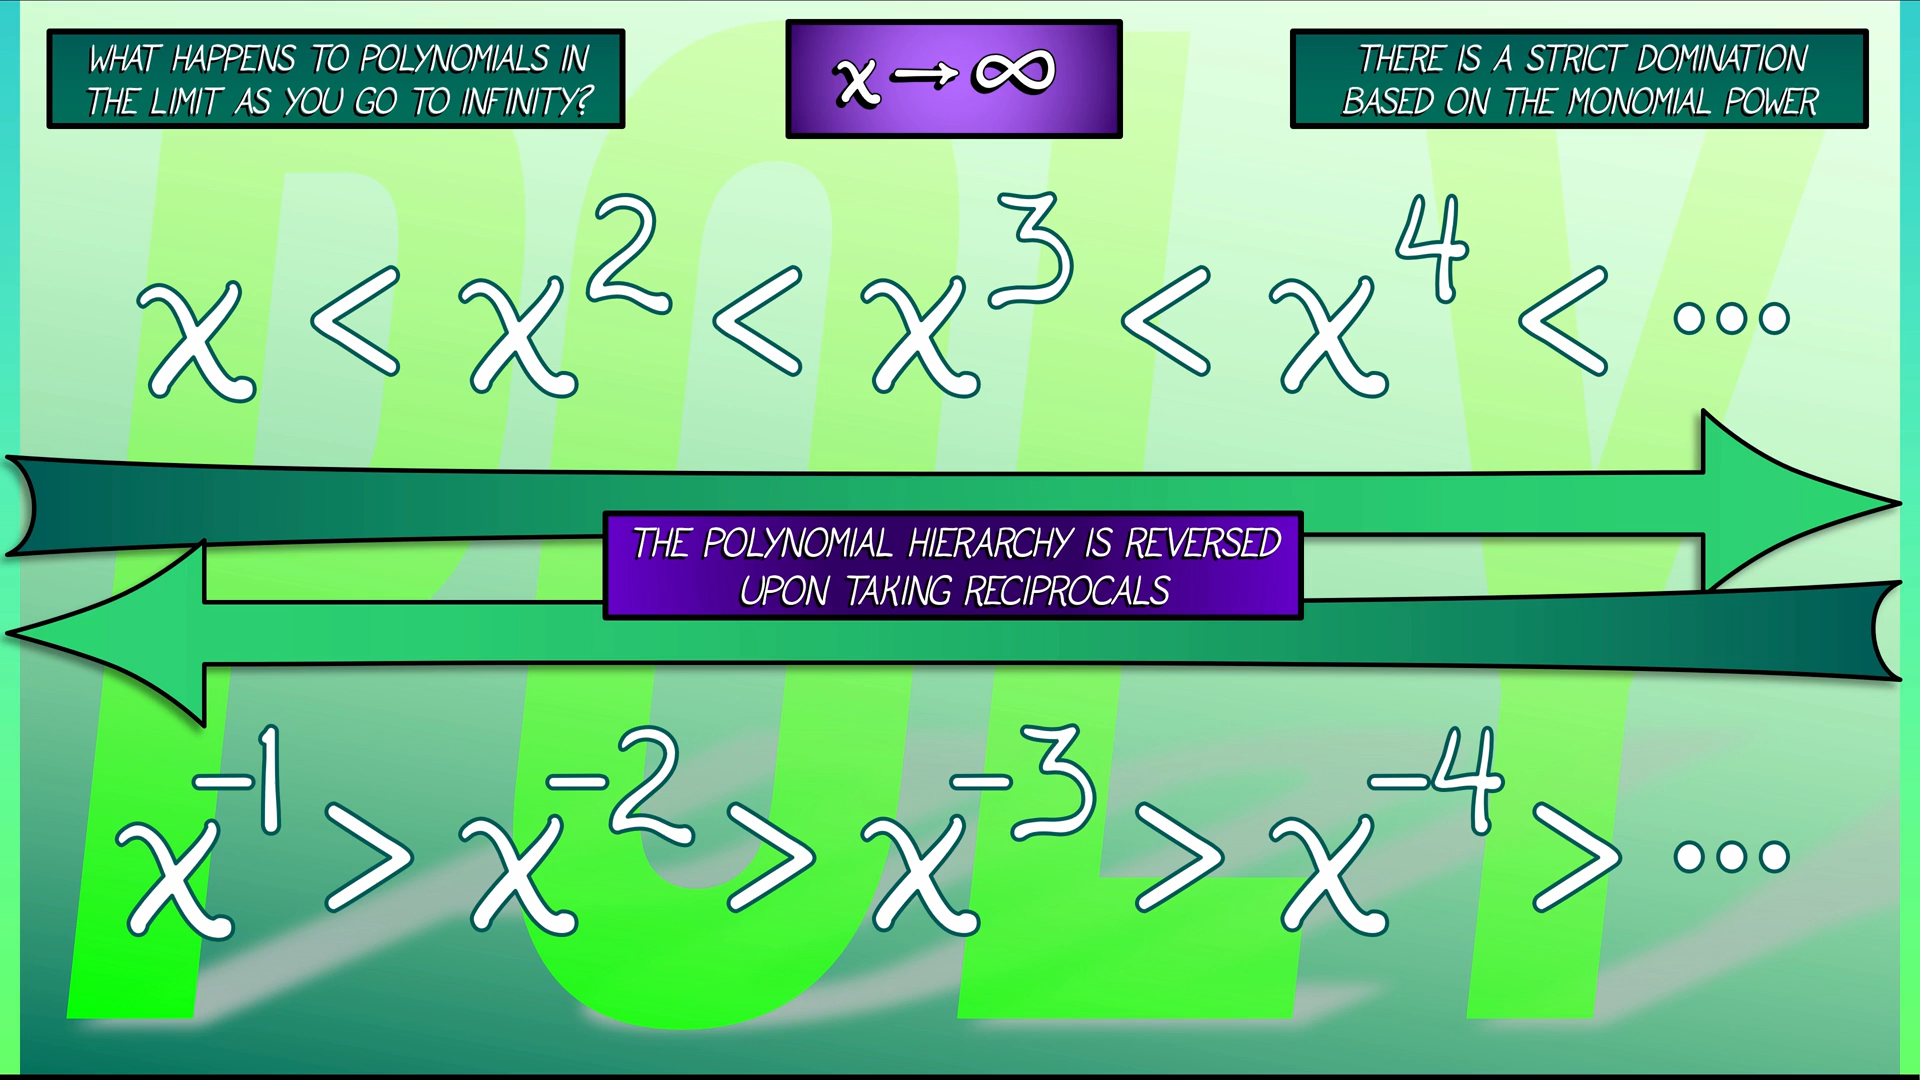 WHAT HAPPENS TO POLYNOMIALS IN
THE LIMIT AS YOU GO TO INFINITY?
x → ∞
THERE IS A STRICT DOMINATION
BASED ON THE MONOMIAL POWER
x < x² < x³ < x⁴ < •••
THE POLYNOMIAL HIERARCHY IS REVERSED
UPON TAKING RECIPROCALS
x⁻¹ > x⁻² > x⁻³ > x⁻⁴ > •••
POLY